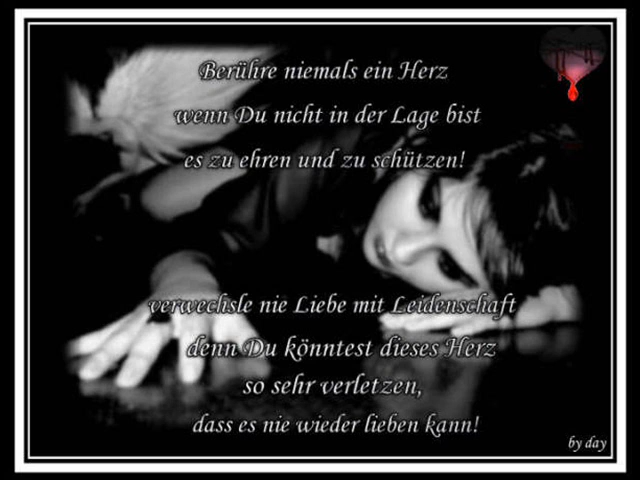 Berühre niemals ein Herz
wenn Du nicht in der Lage bist
es zu ehren und zu schützen!
verwechsle nie Liebe mit Leidenschaft
denn Du könntest dieses Herz
so sehr verletzen,
dass es nie wieder lieben kann!
by day